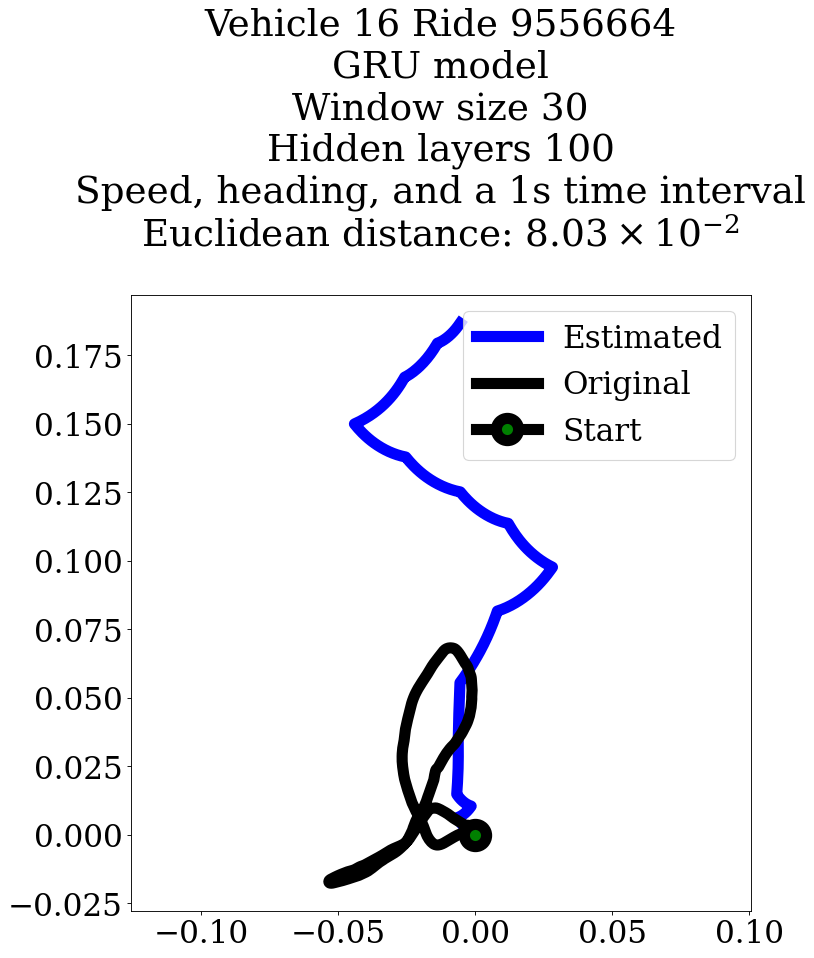 Vehicle 16 Ride 9556664
GRU model
Window size 30
Hidden layers 100
Speed, heading, and a 1s time interval
Euclidean distance: 8.03 × 10⁻²
Estimated
Original
Start
0.175
0.150
0.125
0.100
0.075
0.050
0.025
0.000
−0.025
−0.10 −0.05 0.00 0.05 0.10